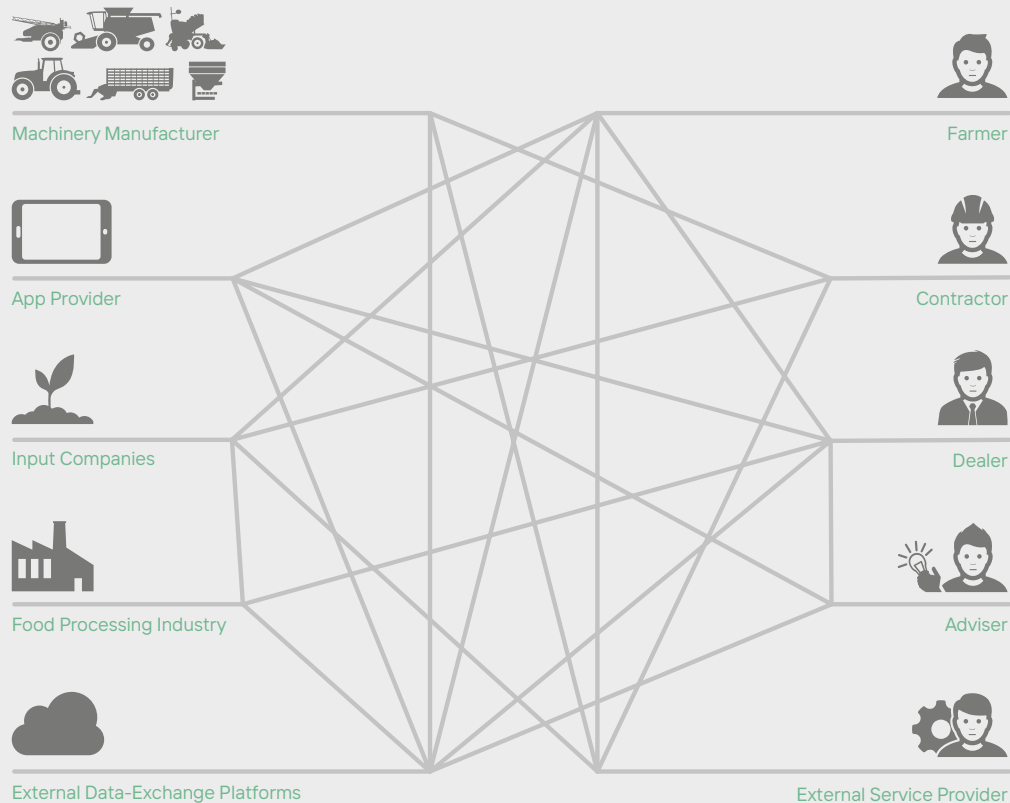 Machinery Manufacturer
Farmer
App Provider
Contractor
Input Companies
Dealer
Food Processing Industry
Adviser
External Data-Exchange Platforms
External Service Provider